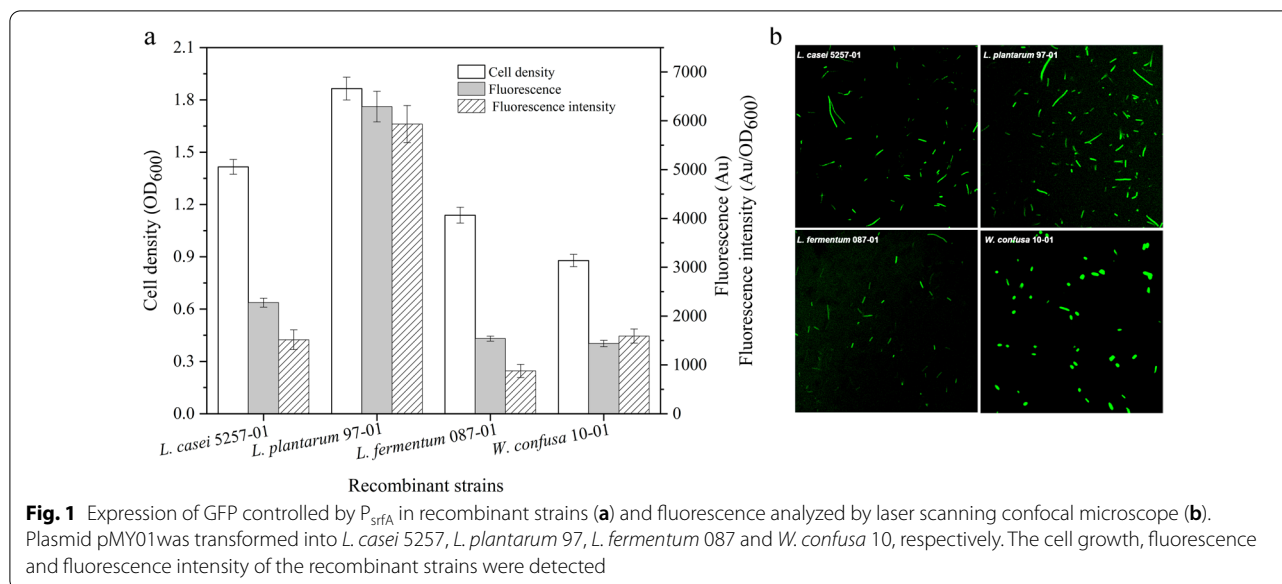 a
b
2.1
1.8
1.5
1.2
0.9
0.6
0.3
0.0
Cell density (OD600)
Cell density
Fluorescence
Fluorescence intensity
7000
6000
5000
4000
3000
2000
1000
0
Fluorescence (Au)
Fluorescence intensity (Au/OD600)
L. casei 5257-01
L. plantarum 97-01
L. fermentum 087-01
W. confusa 10-01
Recombinant strains
L. casei 5257-01
L. plantarum 97-01
L. fermentum 087-01
W. confusa 10-01
Fig. 1 Expression of GFP controlled by PsrfA in recombinant strains (a) and fluorescence analyzed by laser scanning confocal microscope (b).
Plasmid pMY01was transformed into L. casei 5257, L. plantarum 97, L. fermentum 087 and W. confusa 10, respectively. The cell growth, fluorescence
and fluorescence intensity of the recombinant strains were detected